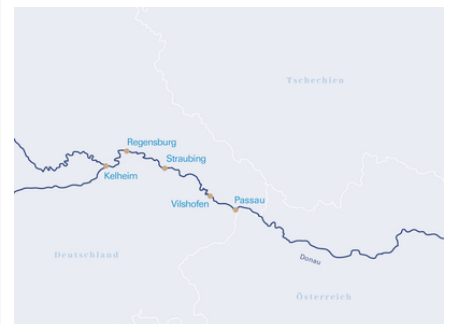 Tschechien
Regensburg
Straubing
Kelheim
Vilshofen
Passau
Deutschland
Donau
Österreich